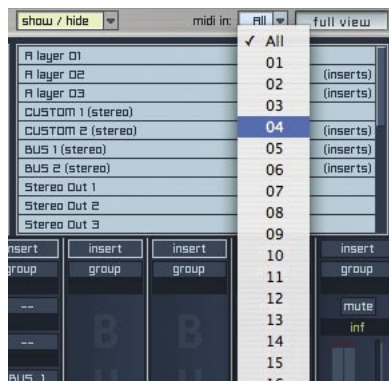 show / hide midi in: All full view
✓ All
01
02
03
04
05
06
07
08
09
10
11
12
13
14
15
A layer 01
A layer 02 (inserts)
A layer 03 (inserts)
CUSTOM 1 (stereo)
CUSTOM 2 (stereo) (inserts)
BUS 1 (stereo) (inserts)
BUS 2 (stereo) (inserts)
Stereo Out 1
Stereo Out 2
Stereo Out 3
insert insert insert insert
group group group group
--
mute
inf
--
BUS 1